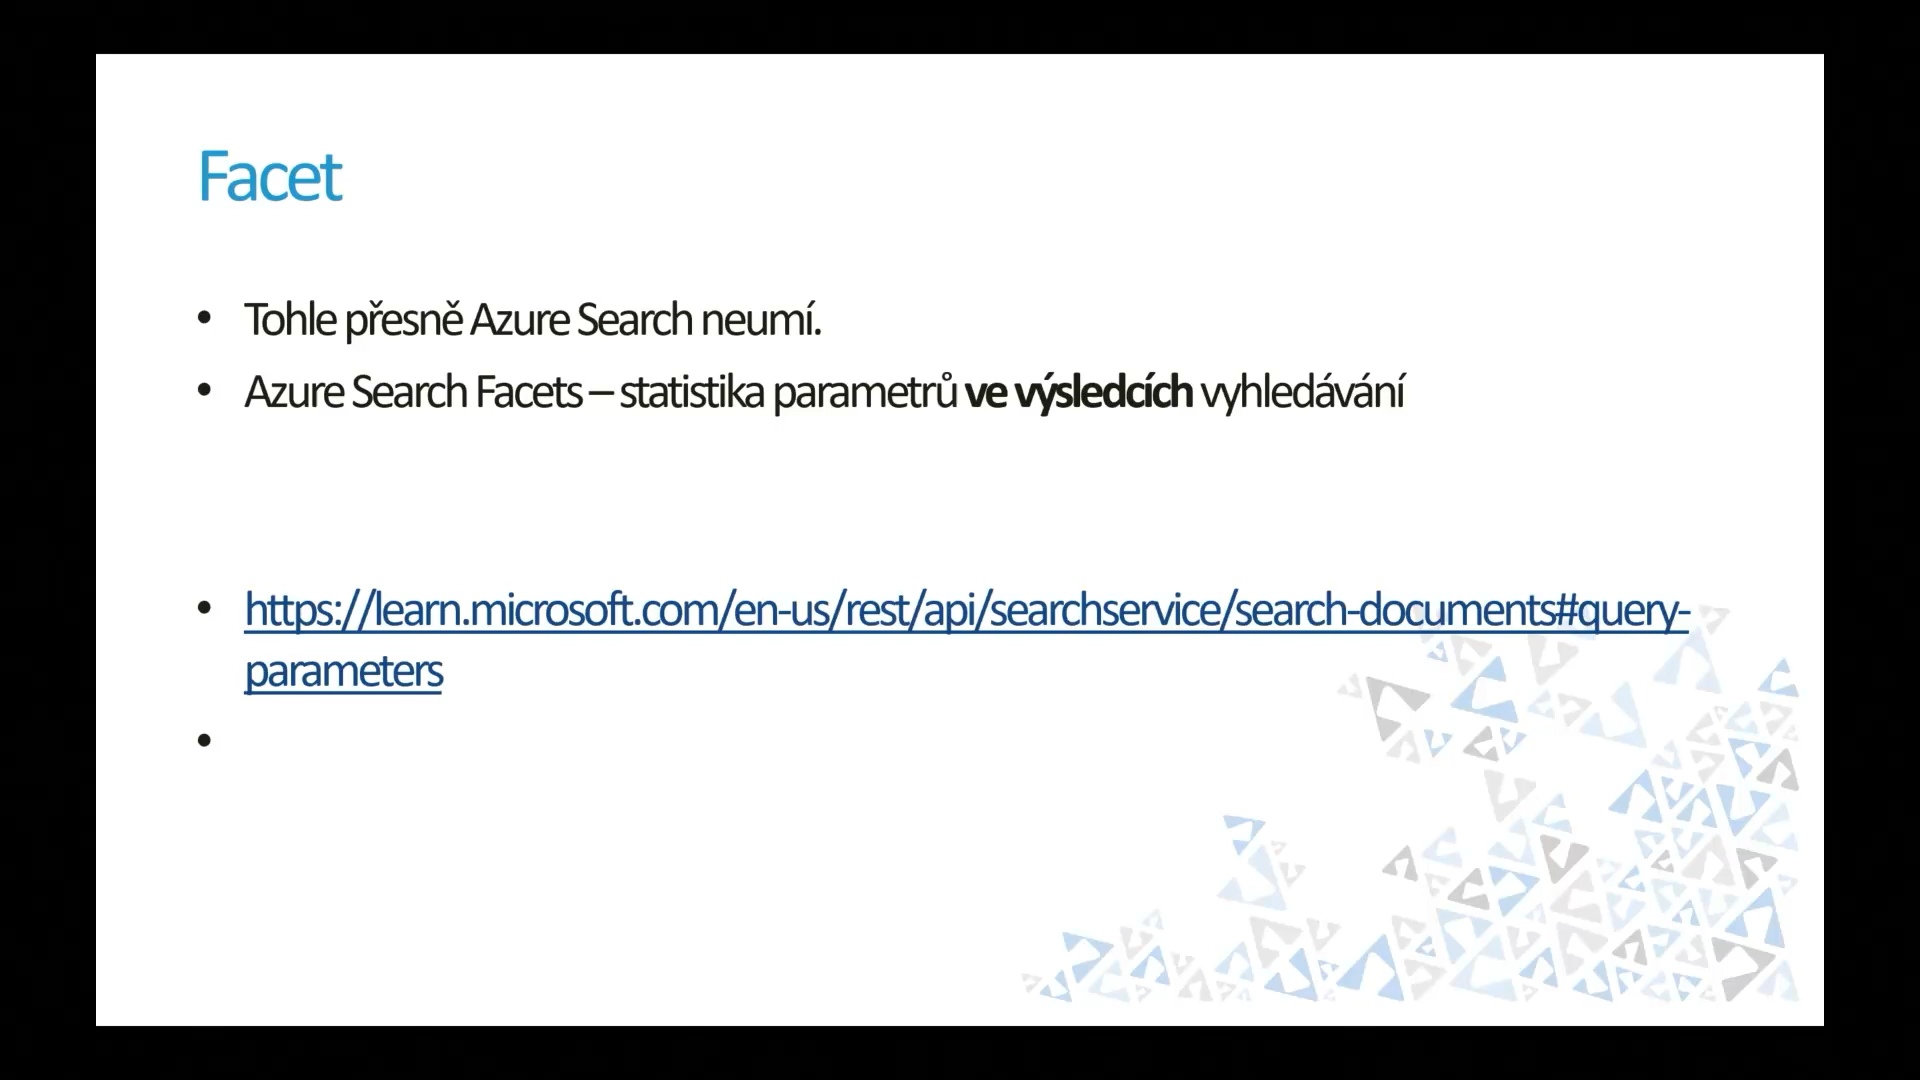 Facet
• Tohle přesně Azure Search neumí.
• Azure Search Facets – statistika parametrů ve výsledcích vyhledávání
• https://learn.microsoft.com/en-us/rest/api/searchservice/search-documents#query-
parameters
•